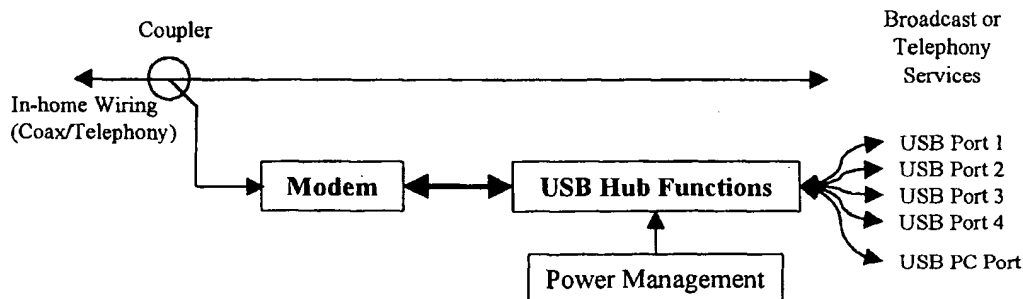 Coupler
Broadcast or
Telephony
Services
In-home Wiring
(Coax/Telephony)
Modem
USB Hub Functions
USB Port 1
USB Port 2
USB Port 3
USB Port 4
USB PC Port
Power Management